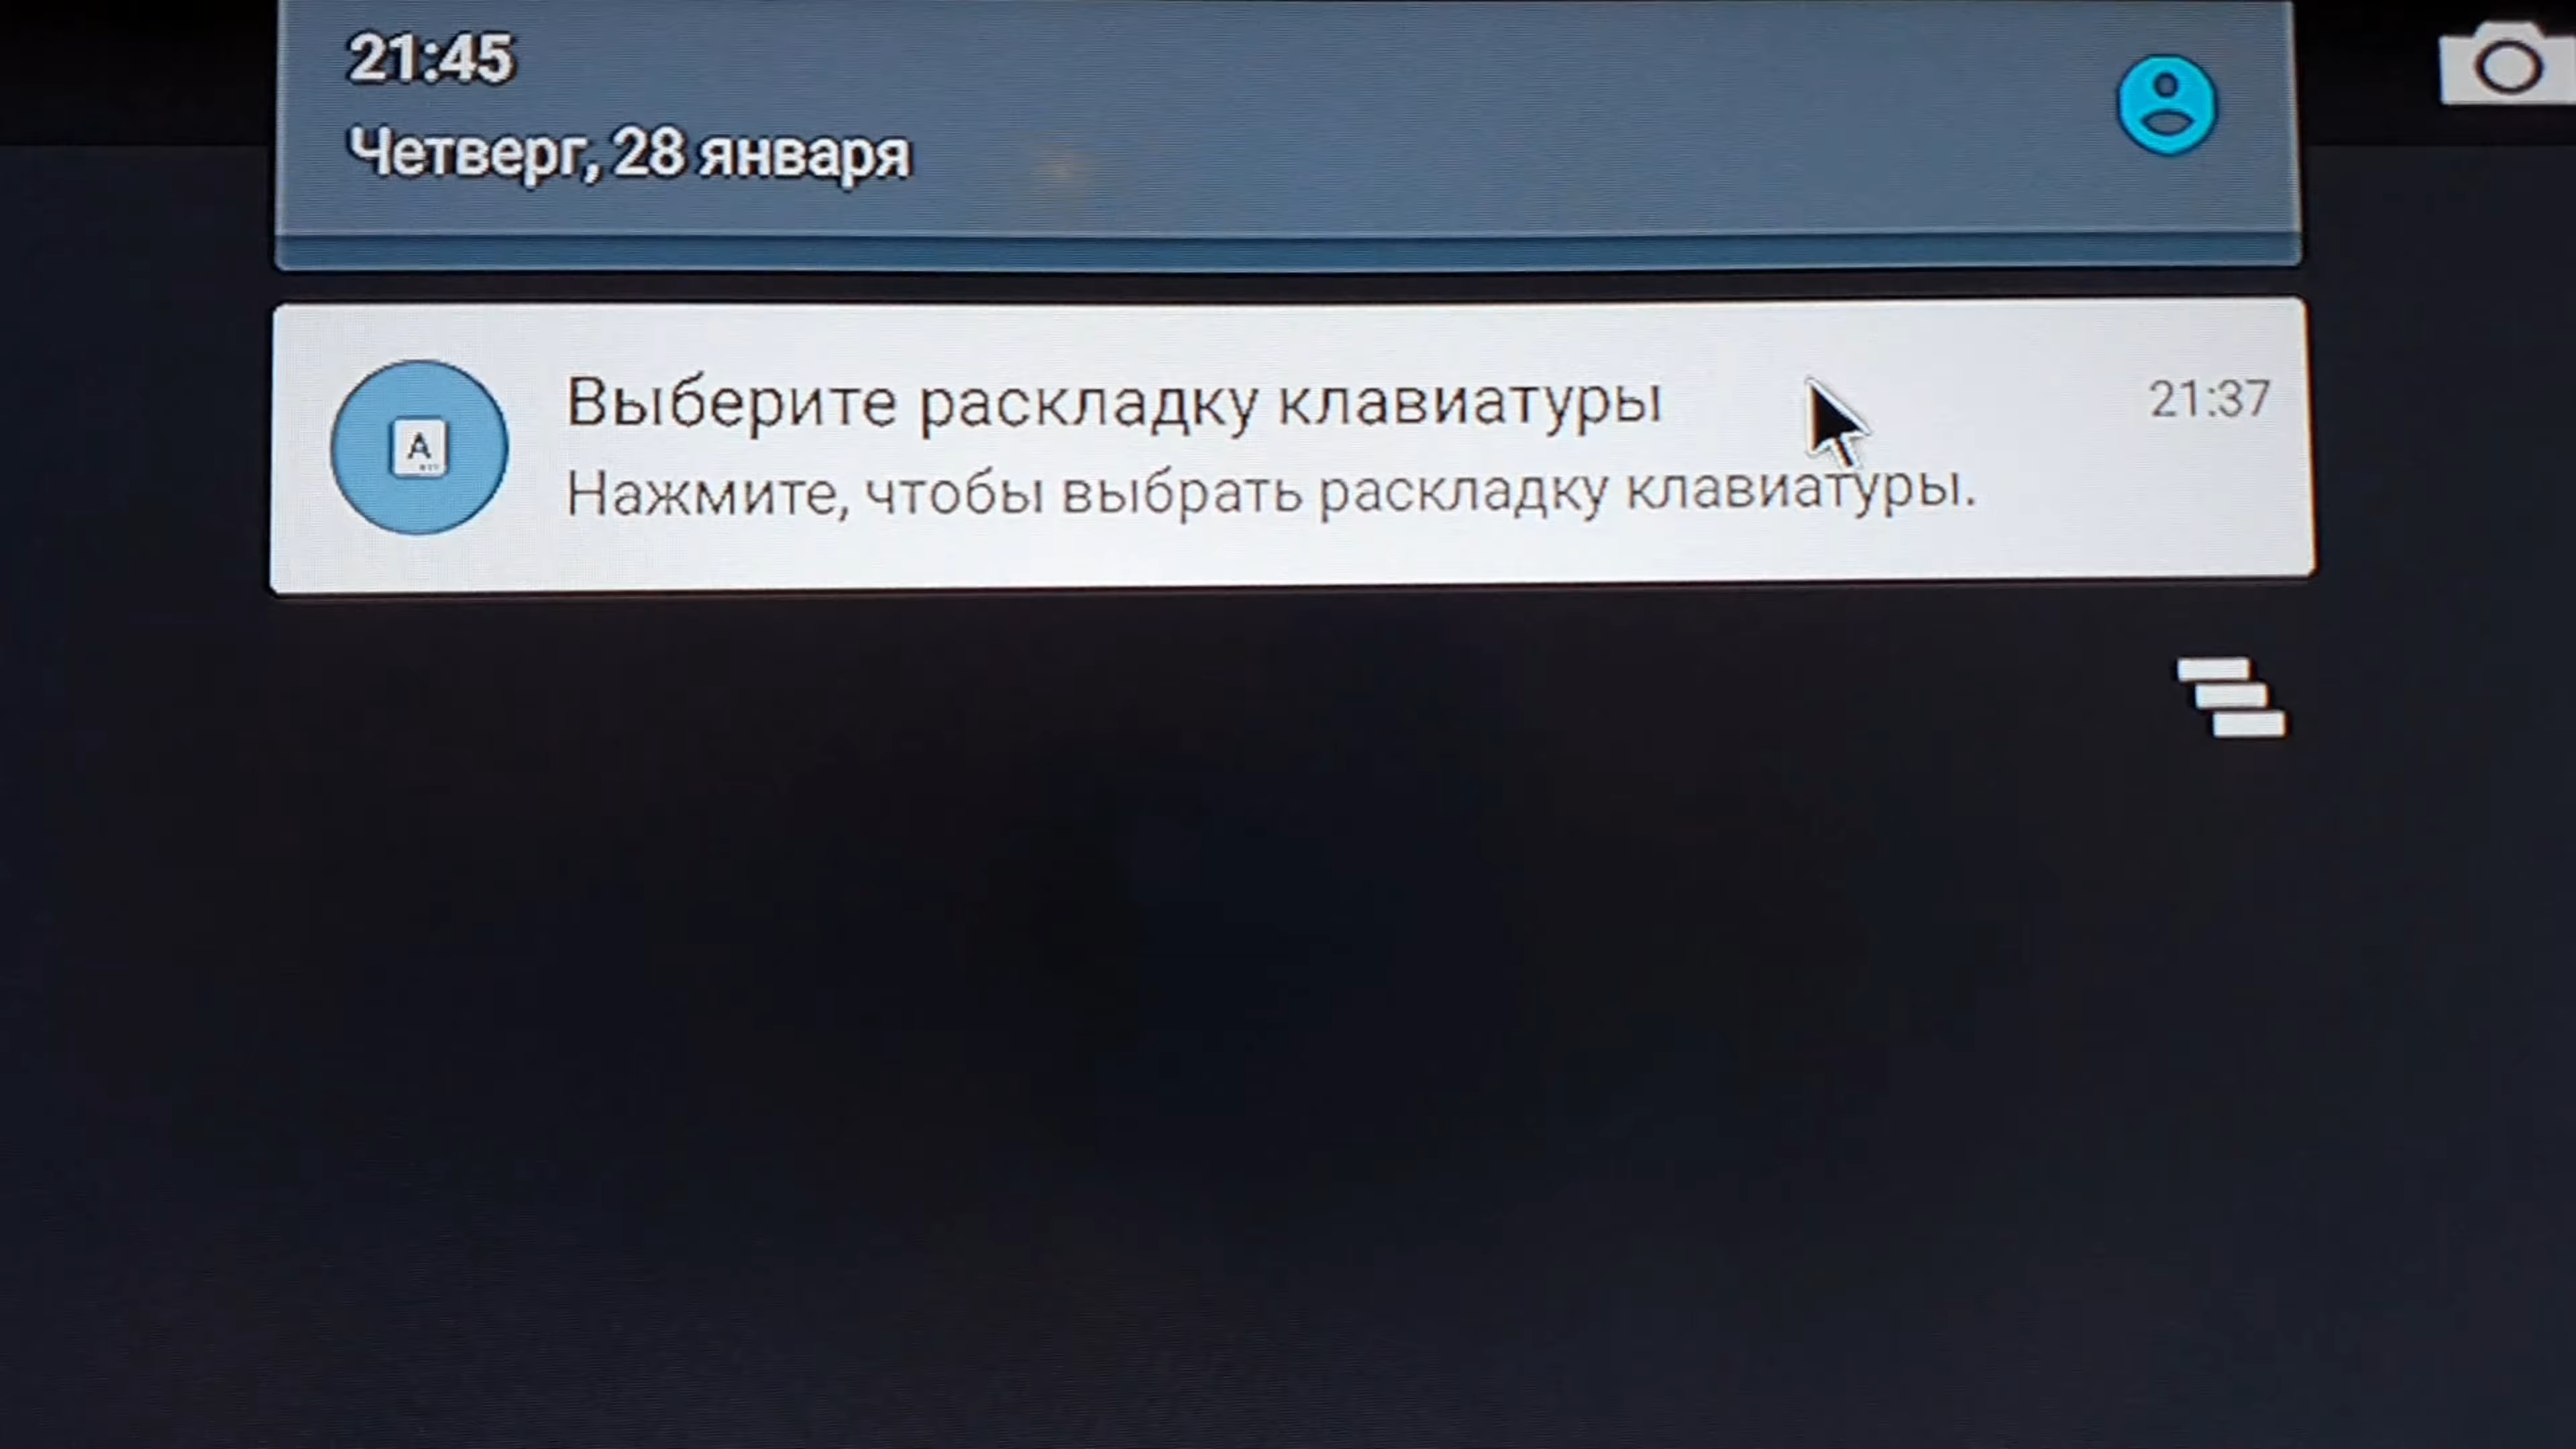 21:45
Четверг, 28 января
Выберите раскладку клавиатуры
21:37
Нажмите, чтобы выбрать раскладку клавиатуры.
A